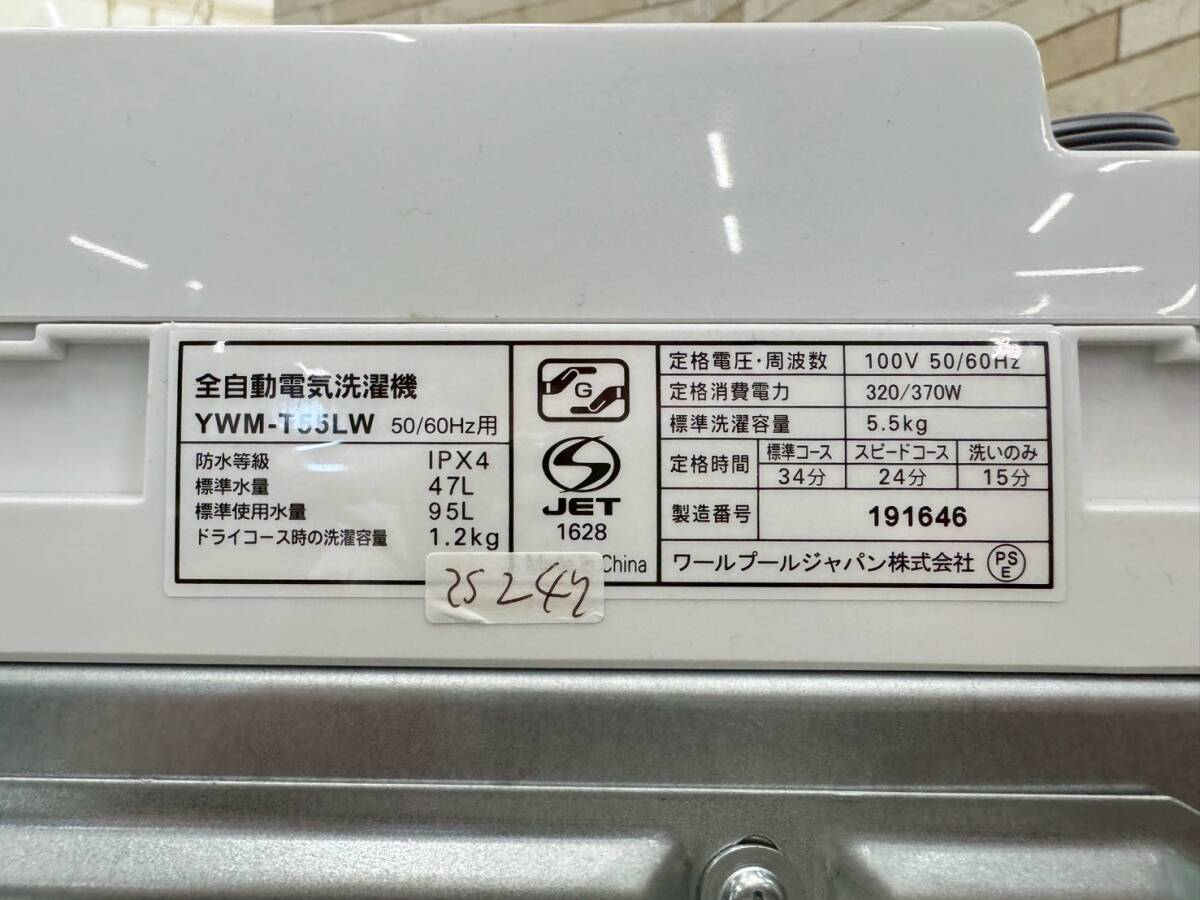 全自動電気洗濯機
YWM-T55LW 50/60Hz用
防水等級 IPX4
標準水量 47L
標準使用水量 95L
ドライコース時の洗濯容量 1.2kg
G
S
JET
1628
China
定格電圧・周波数 100V 50/60Hz
定格消費電力 320/370W
標準洗濯容量 5.5kg
定格時間 標準コース スピードコース 洗いのみ
34分 24分 15分
製造番号 191646
ワールプールジャパン株式会社 PSE